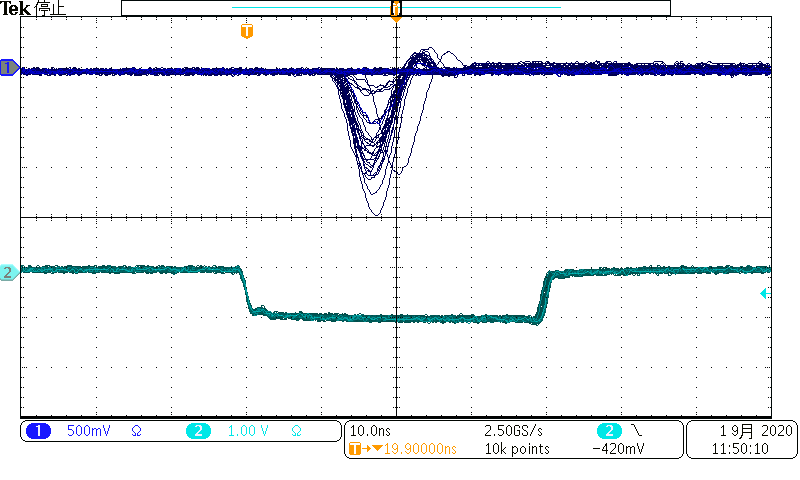 Tek 停止
T
1
2
1 500mV Ω 2 1.00 V Ω
10.0ns 2.50GS/s 2 -420mV
T→▼19.90000ns 10k points
1 9月 2020
11:50:10